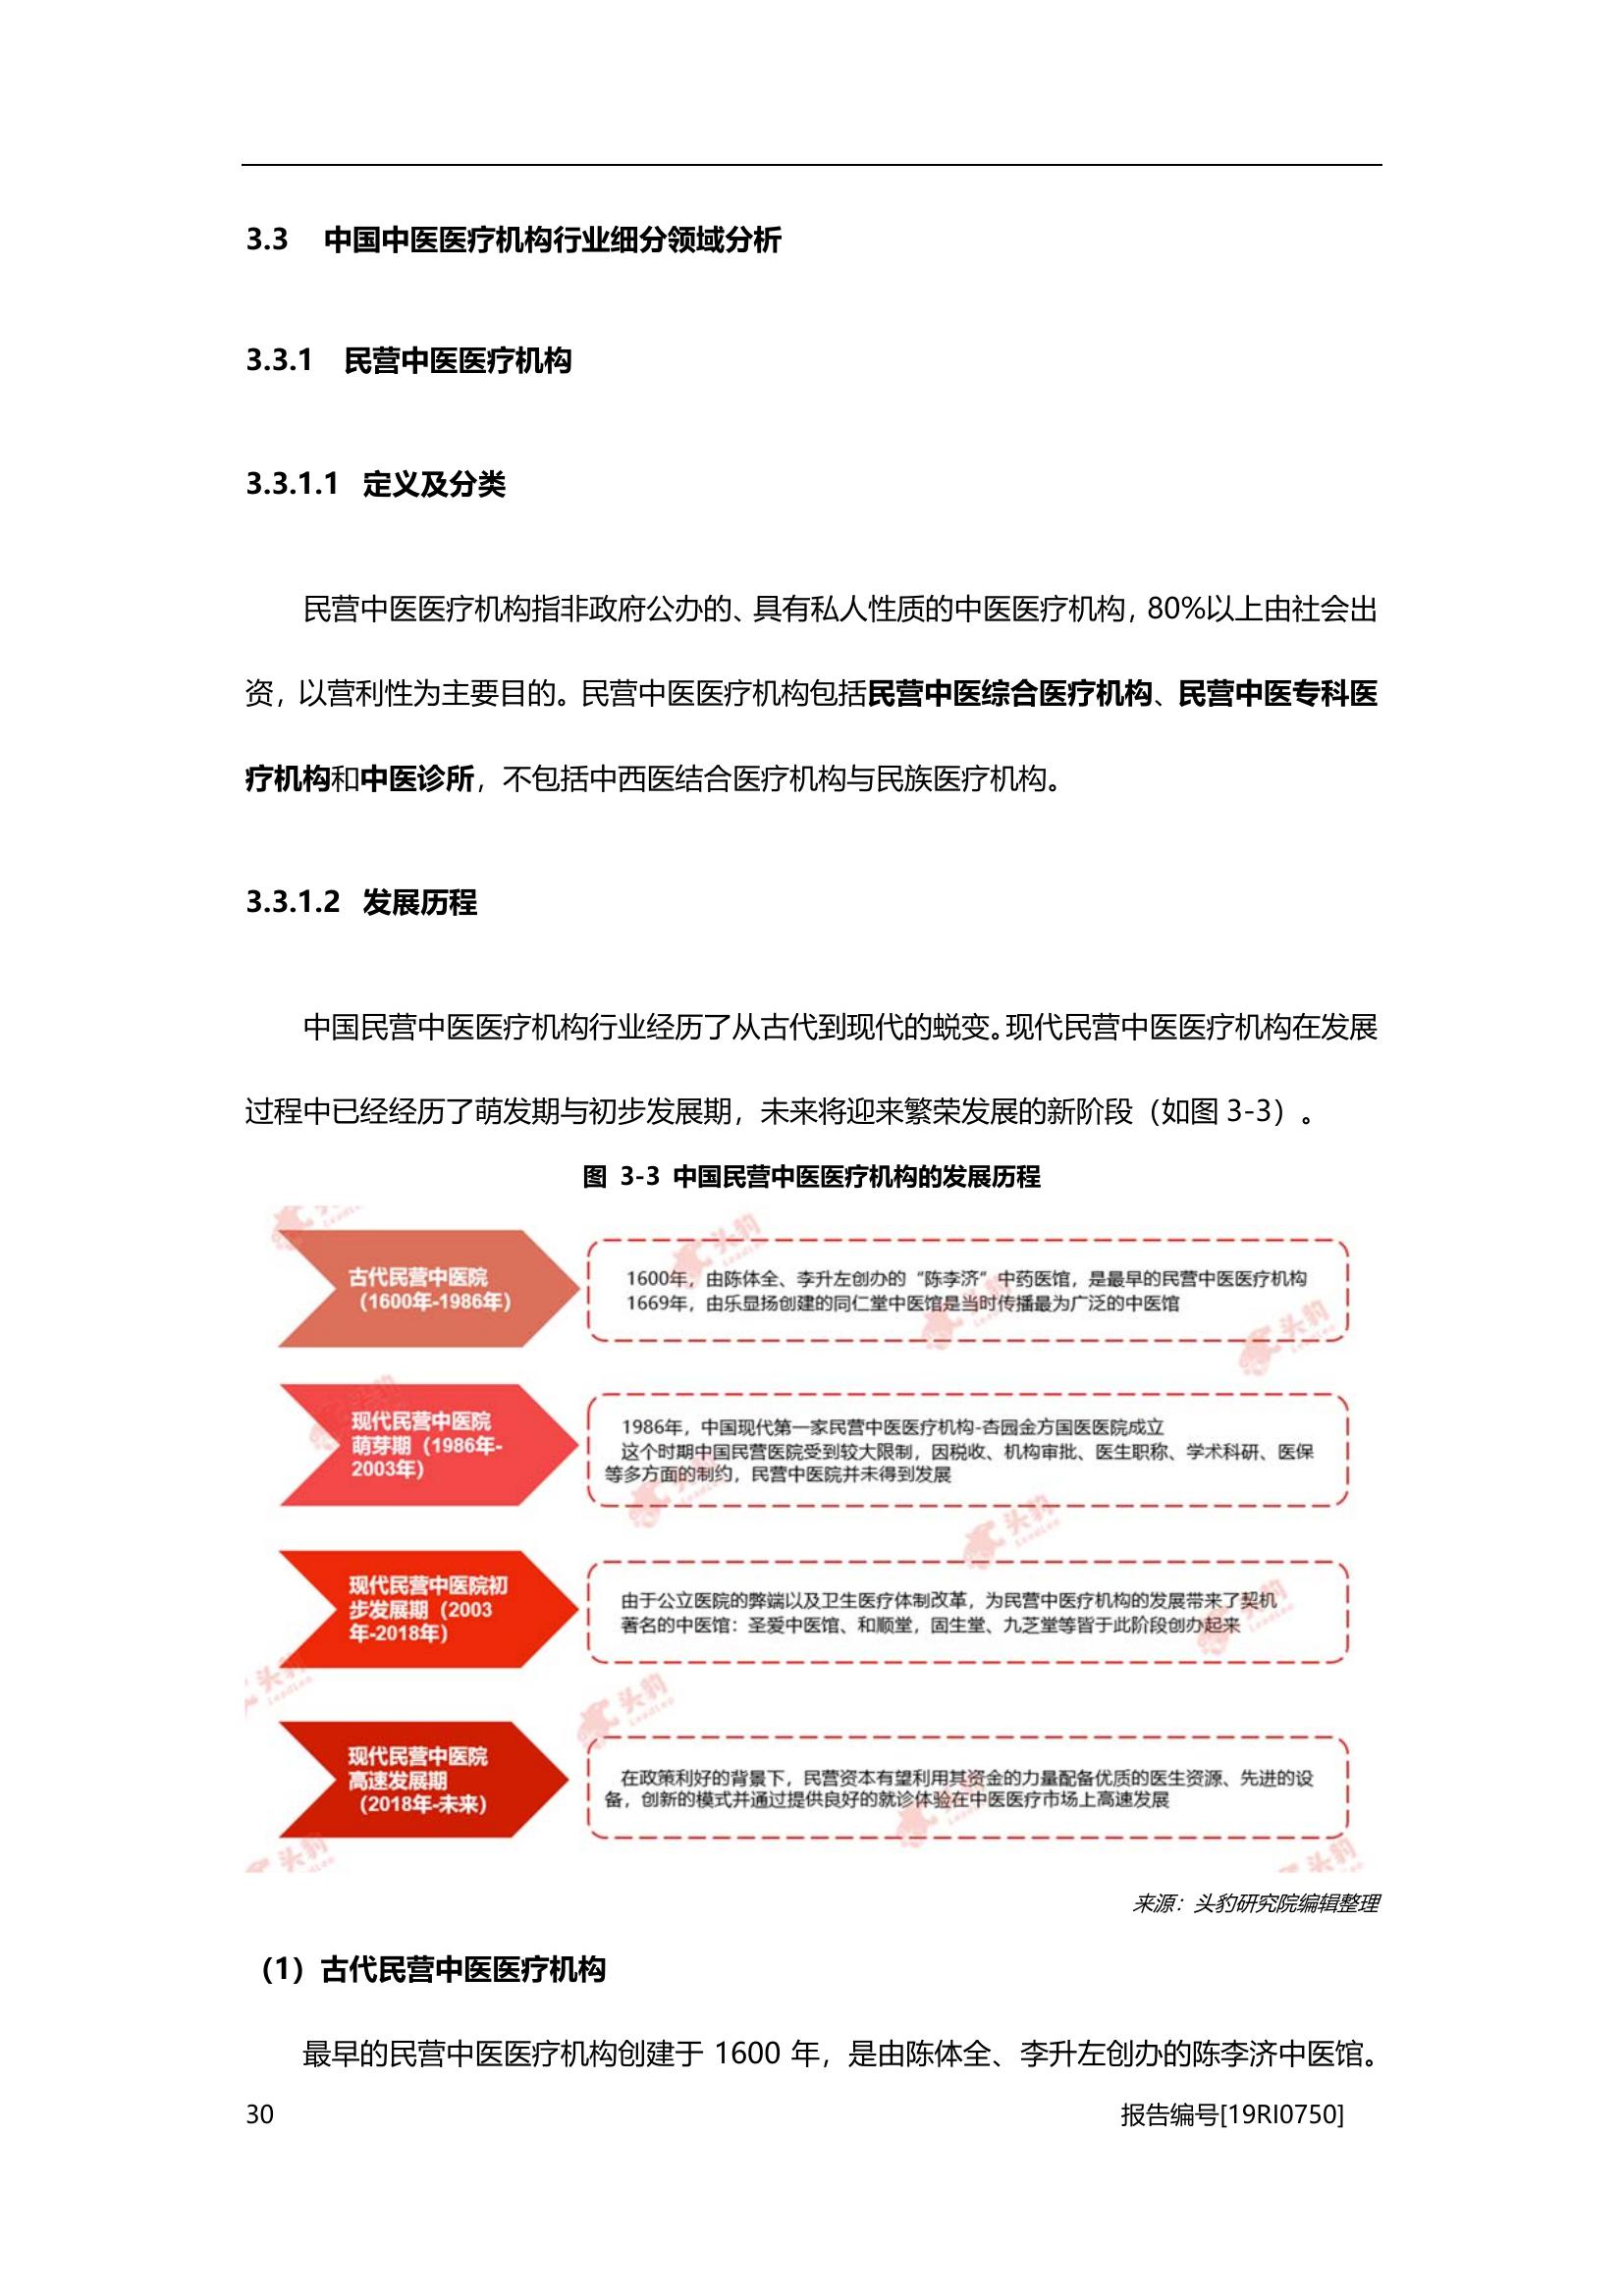 3.3 中国中医医疗机构行业细分领域分析
3.3.1 民营中医医疗机构
3.3.1.1 定义及分类
民营中医医疗机构指非政府公办的、具有私人性质的中医医疗机构，80%以上由社会出
资，以营利性为主要目的。民营中医医疗机构包括民营中医综合医疗机构、民营中医专科医
疗机构和中医诊所，不包括中西医结合医疗机构与民族医疗机构。
3.3.1.2 发展历程
中国民营中医医疗机构行业经历了从古代到现代的蜕变。现代民营中医医疗机构在发展
过程中已经经历了萌发期与初步发展期，未来将迎来繁荣发展的新阶段（如图 3-3）。
图 3-3 中国民营中医医疗机构的发展历程
古代民营中医院
（1600年-1986年）
1600年，由陈体全、李升左创办的“陈李济”中药医馆，是最早的民营中医医疗机构
1669年，由乐显扬创建的同仁堂中医馆是当时传播最为广泛的中医馆
现代民营中医院
萌芽期（1986年-
2003年）
1986年，中国现代第一家民营中医医疗机构-杏园金方国医医院成立
这个时期中国民营医院受到较大限制，因税收、机构审批、医生职称、学术科研、医保
等多方面的制约，民营中医院并未得到发展
现代民营中医院初
步发展期（2003
年-2018年）
由于公立医院的弊端以及卫生医疗体制改革，为民营中医疗机构的发展带来了契机
著名的中医馆：圣爱中医馆、和顺堂，固生堂、九芝堂等皆于此阶段创办起来
现代民营中医院
高速发展期
（2018年-未来）
在政策利好的背景下，民营资本有望利用其资金的力量配备优质的医生资源、先进的设
备，创新的模式并通过提供良好的就诊体验在中医医疗市场上高速发展
头豹
LeadLeo
来源：头豹研究院编辑整理
（1）古代民营中医医疗机构
最早的民营中医医疗机构创建于 1600 年，是由陈体全、李升左创办的陈李济中医馆。
30
报告编号[19RI0750]